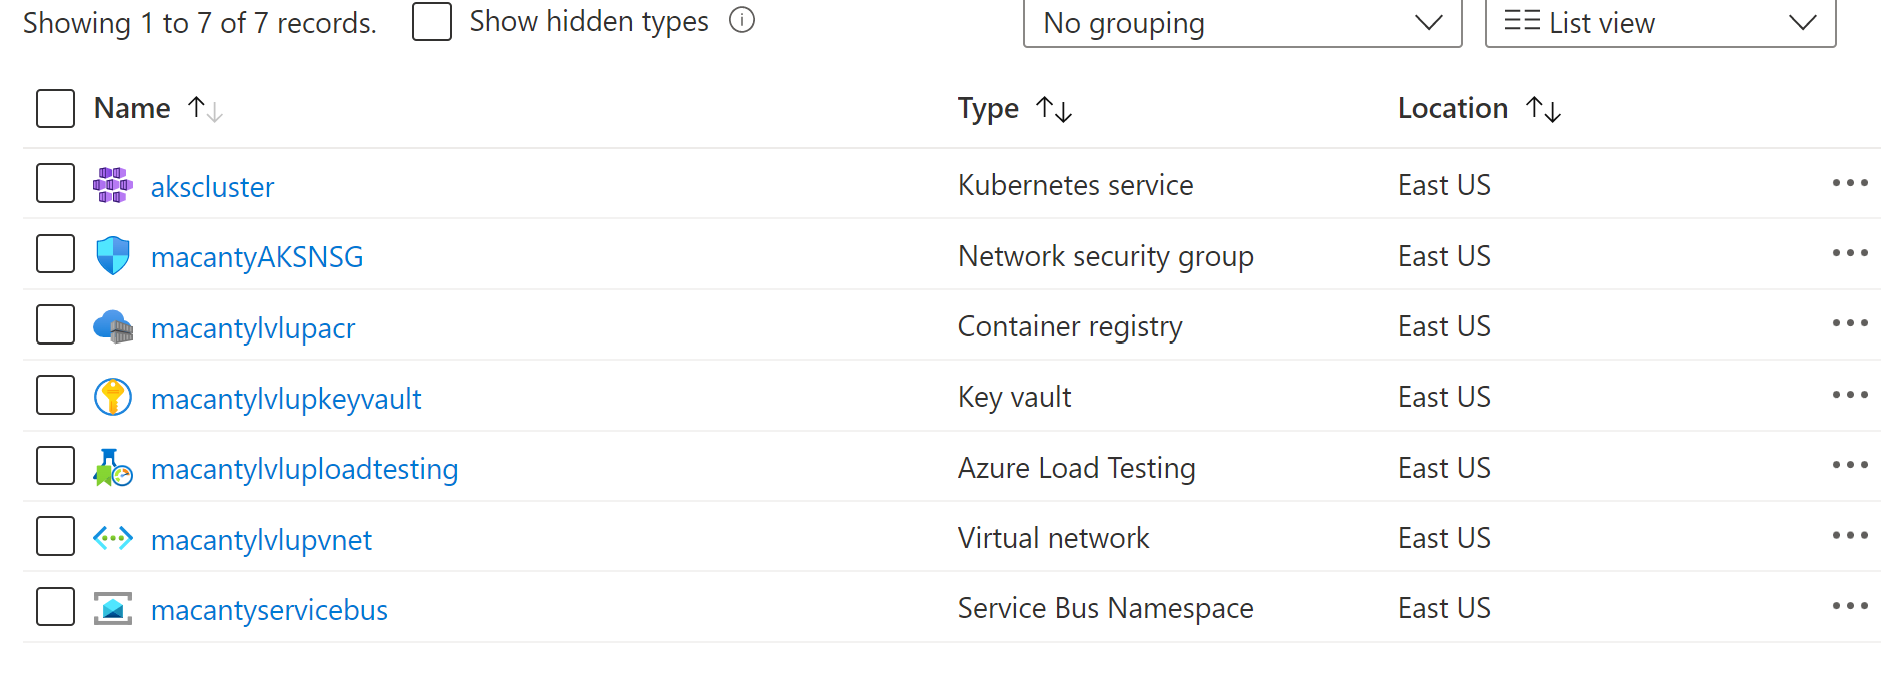 Showing 1 to 7 of 7 records. Show hidden types No grouping List view
Name Type Location
akscluster Kubernetes service East US
macantyAKSNSG Network security group East US
macantylvlupacr Container registry East US
macantylvlupkeyvault Key vault East US
macantylvluploadtesting Azure Load Testing East US
macantylvlupvnet Virtual network East US
macantyservicebus Service Bus Namespace East US